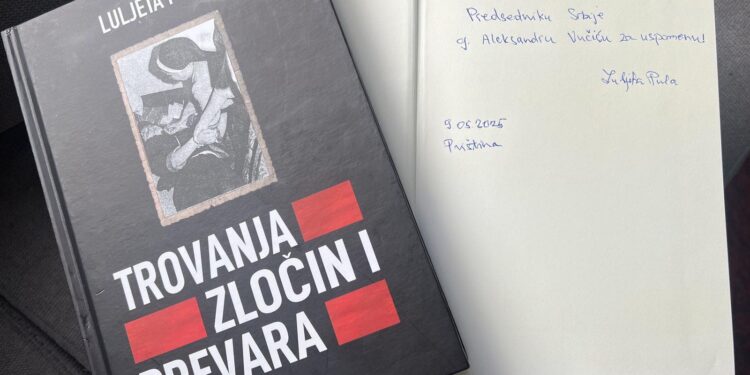 LULJETA
TROVANJA
ZLOČIN I
PREVARA
Predsedniku Srbije
g. Aleksandru Vučiću za uspomenu!
Luljeta Pula
9.05.2025
Priština